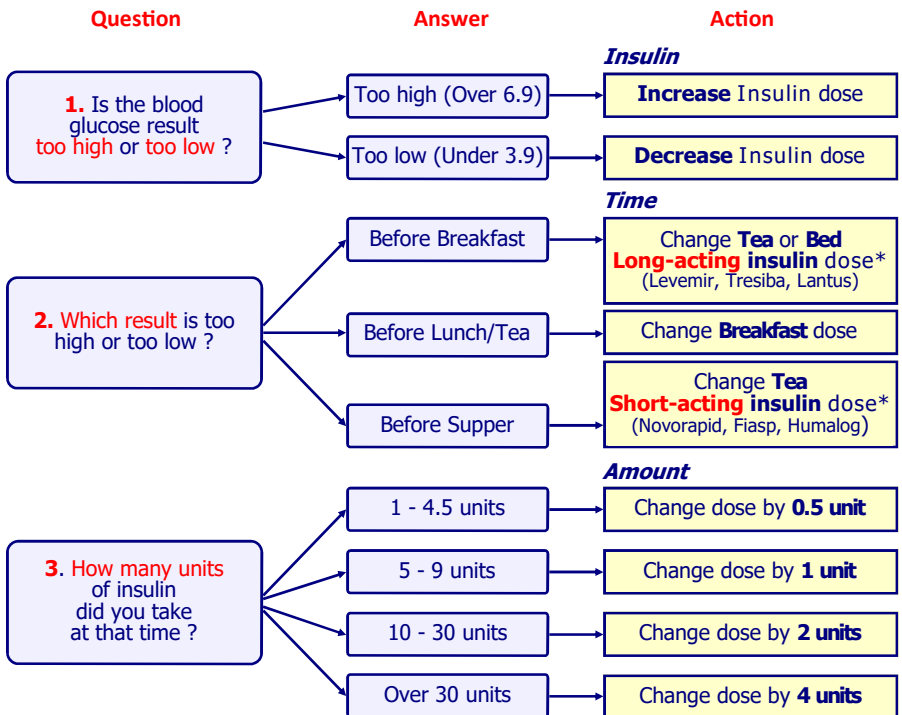 Question Answer Action
Insulin
1. Is the blood
glucose result
too high or too low ?
Too high (Over 6.9)
Increase Insulin dose
Too low (Under 3.9)
Decrease Insulin dose
Time
2. Which result is too
high or too low ?
Before Breakfast
Change Tea or Bed
Long-acting insulin dose*
(Levemir, Tresiba, Lantus)
Before Lunch/Tea
Change Breakfast dose
Before Supper
Change Tea
Short-acting insulin dose*
(Novorapid, Fiasp, Humalog)
Amount
3. How many units
of insulin
did you take
at that time ?
1 - 4.5 units
Change dose by 0.5 unit
5 - 9 units
Change dose by 1 unit
10 - 30 units
Change dose by 2 units
Over 30 units
Change dose by 4 units